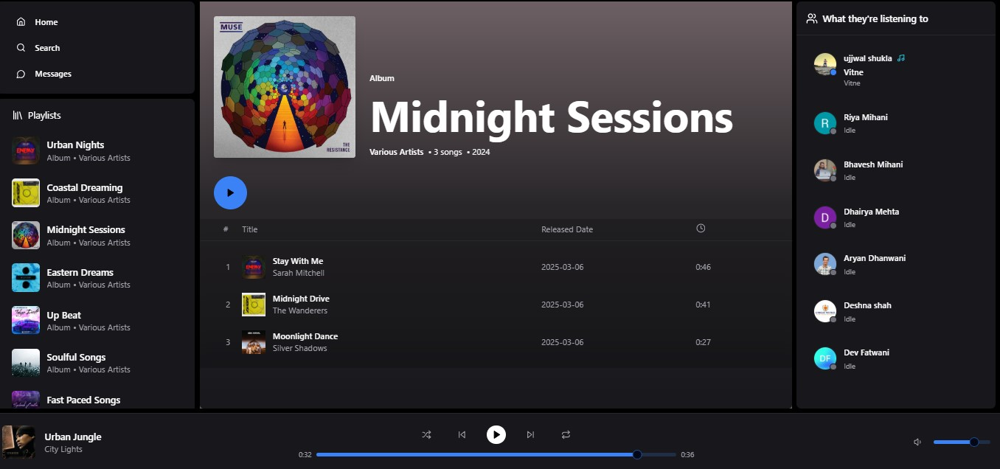 Home
Search
Messages
Playlists
Urban Nights
Album • Various Artists
Coastal Dreaming
Album • Various Artists
Midnight Sessions
Album • Various Artists
Eastern Dreams
Album • Various Artists
Up Beat
Album • Various Artists
Soulful Songs
Album • Various Artists
Fast Paced Songs
MUSE
THE
RESISTANCE
Album
Midnight Sessions
Various Artists • 3 songs • 2024
# Title Released Date
1 Stay With Me 2025-03-06 0:46
Sarah Mitchell
2 Midnight Drive 2025-03-06 0:41
The Wanderers
3 Moonlight Dance 2025-03-06 0:27
Silver Shadows
What they're listening to
ujjwal shukla
Vitne
Vitne
R Riya Mihani
Idle
Bhavesh Mihani
Idle
D Dhairya Mehta
Idle
Aryan Dhanwani
Idle
Deshna shah
Idle
DF Dev Fatwani
Idle
Urban Jungle
City Lights
0:32 0:36